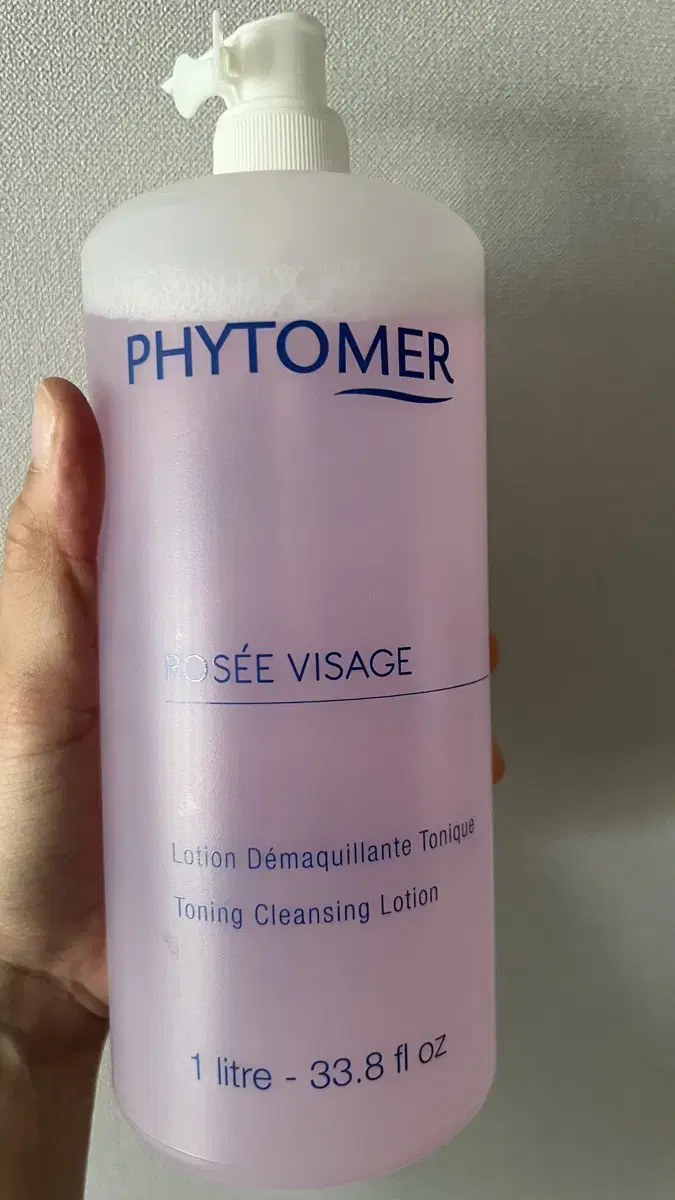 PHYTOMER
ROSÉE VISAGE
Lotion Démaquillante Tonique
Toning Cleansing Lotion
1 litre - 33.8 fl oz